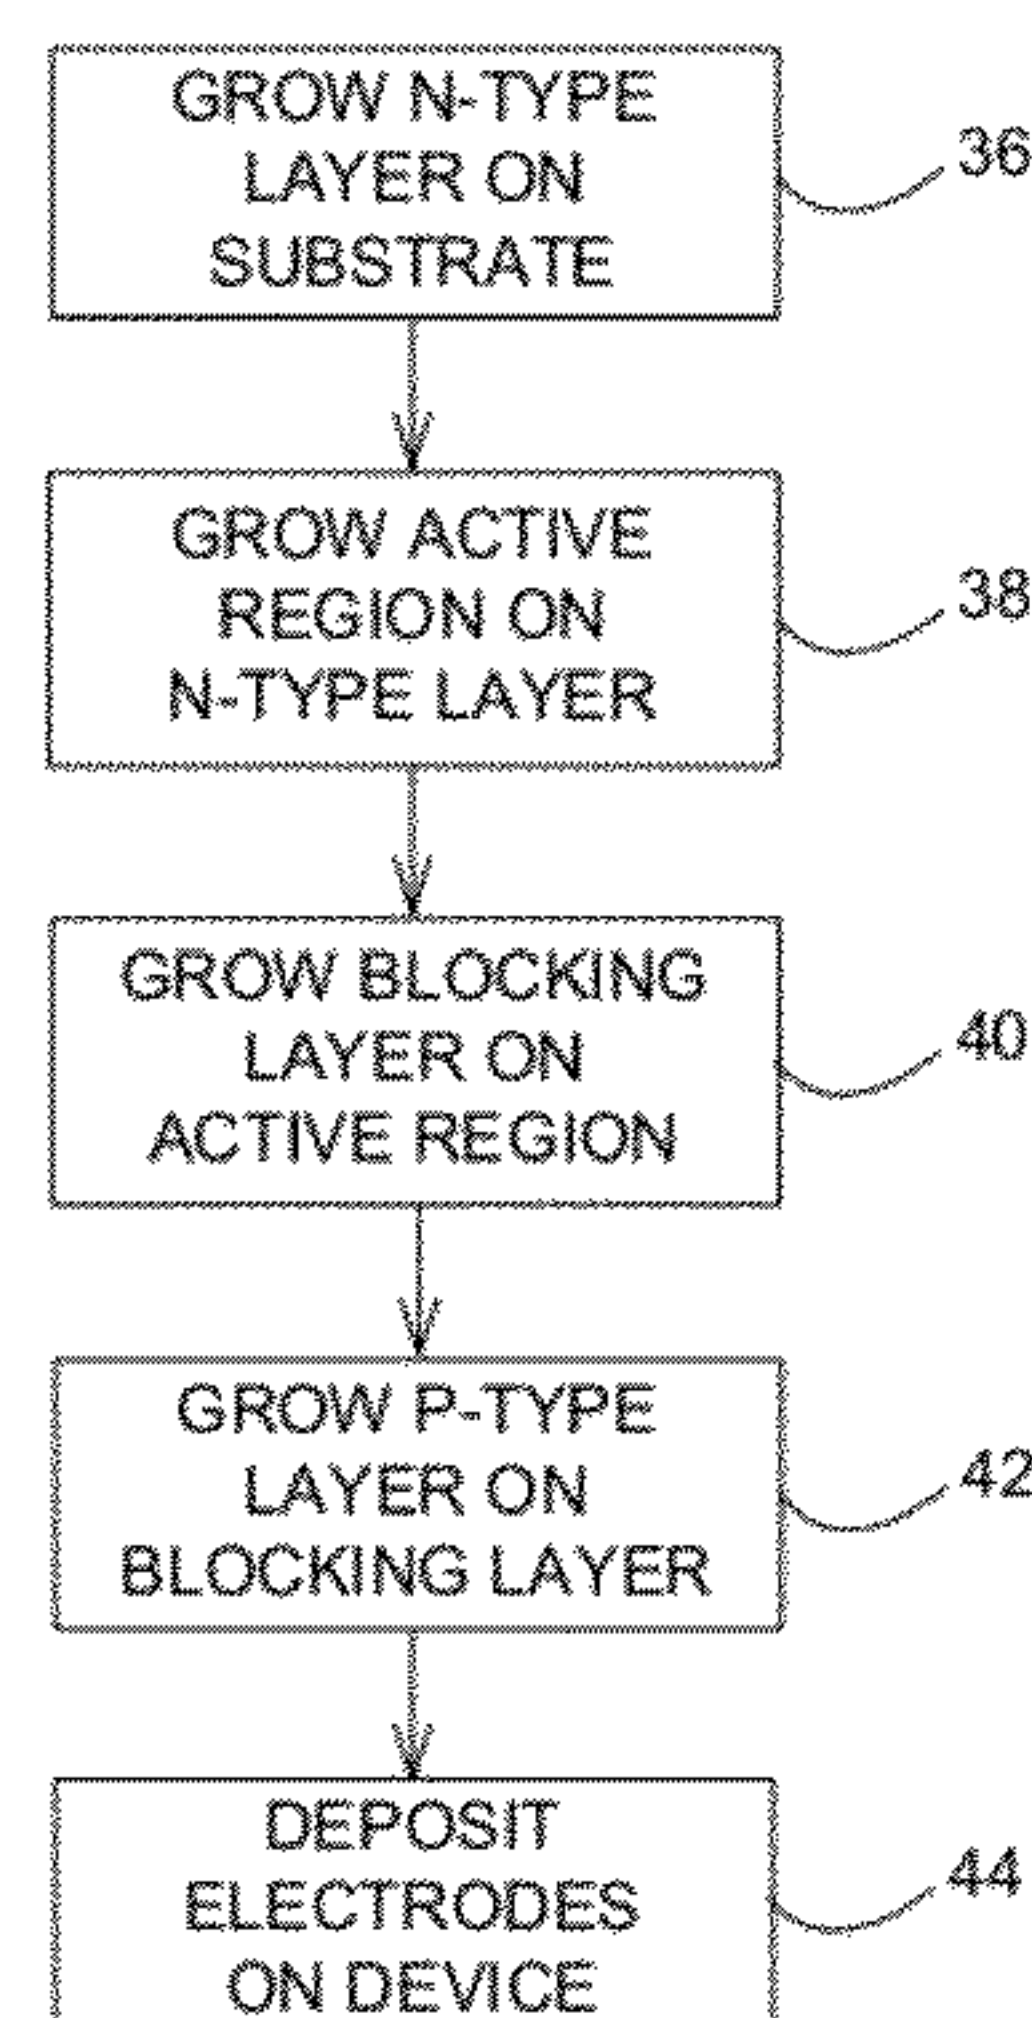 GROW N-TYPE
LAYER ON
SUBSTRATE
36
GROW ACTIVE
REGION ON
N-TYPE LAYER
38
GROW BLOCKING
LAYER ON
ACTIVE REGION
40
GROW P-TYPE
LAYER ON
BLOCKING LAYER
42
DEPOSIT
ELECTRODES
ON DEVICE
44